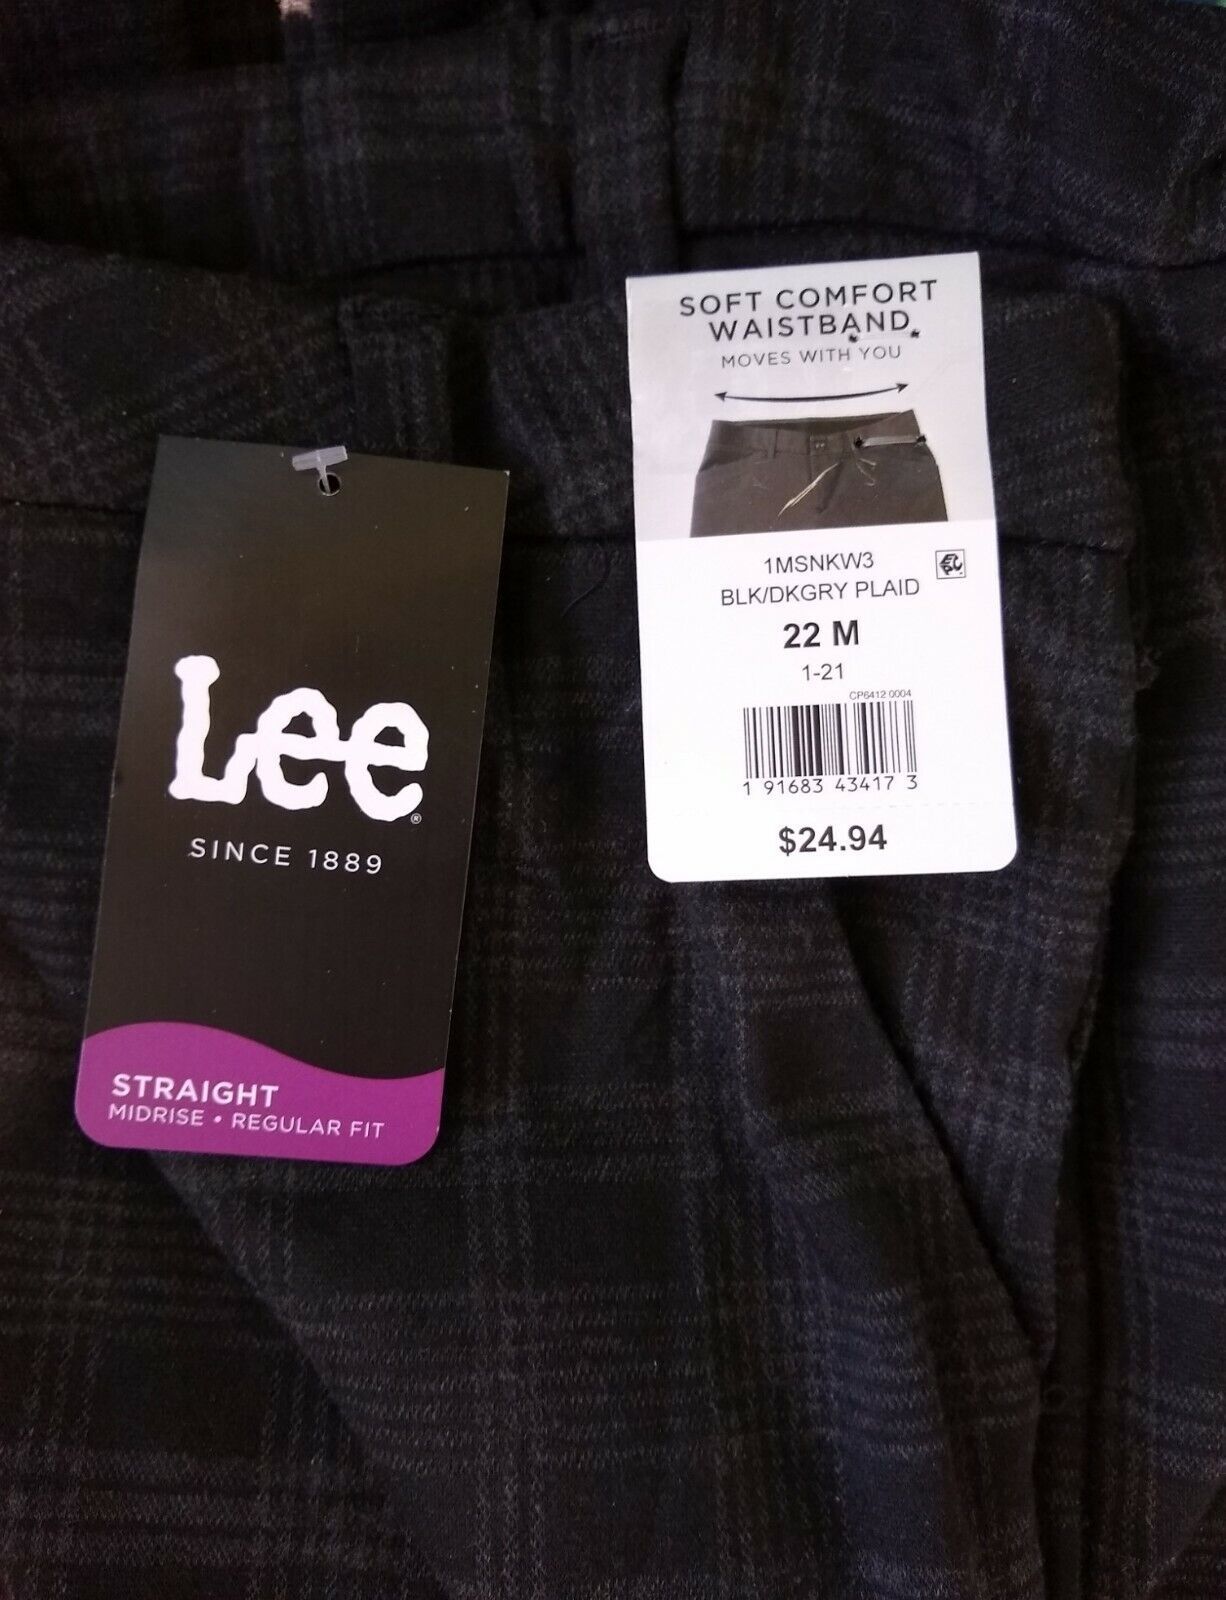 SOFT COMFORT
WAISTBAND
MOVES WITH YOU
1MSNKW3
BLK/DKGRY PLAID
22 M
1-21
CP6412 0004
1 91683 43417 3
$24.94
Lee®
SINCE 1889
STRAIGHT
MIDRISE • REGULAR FIT